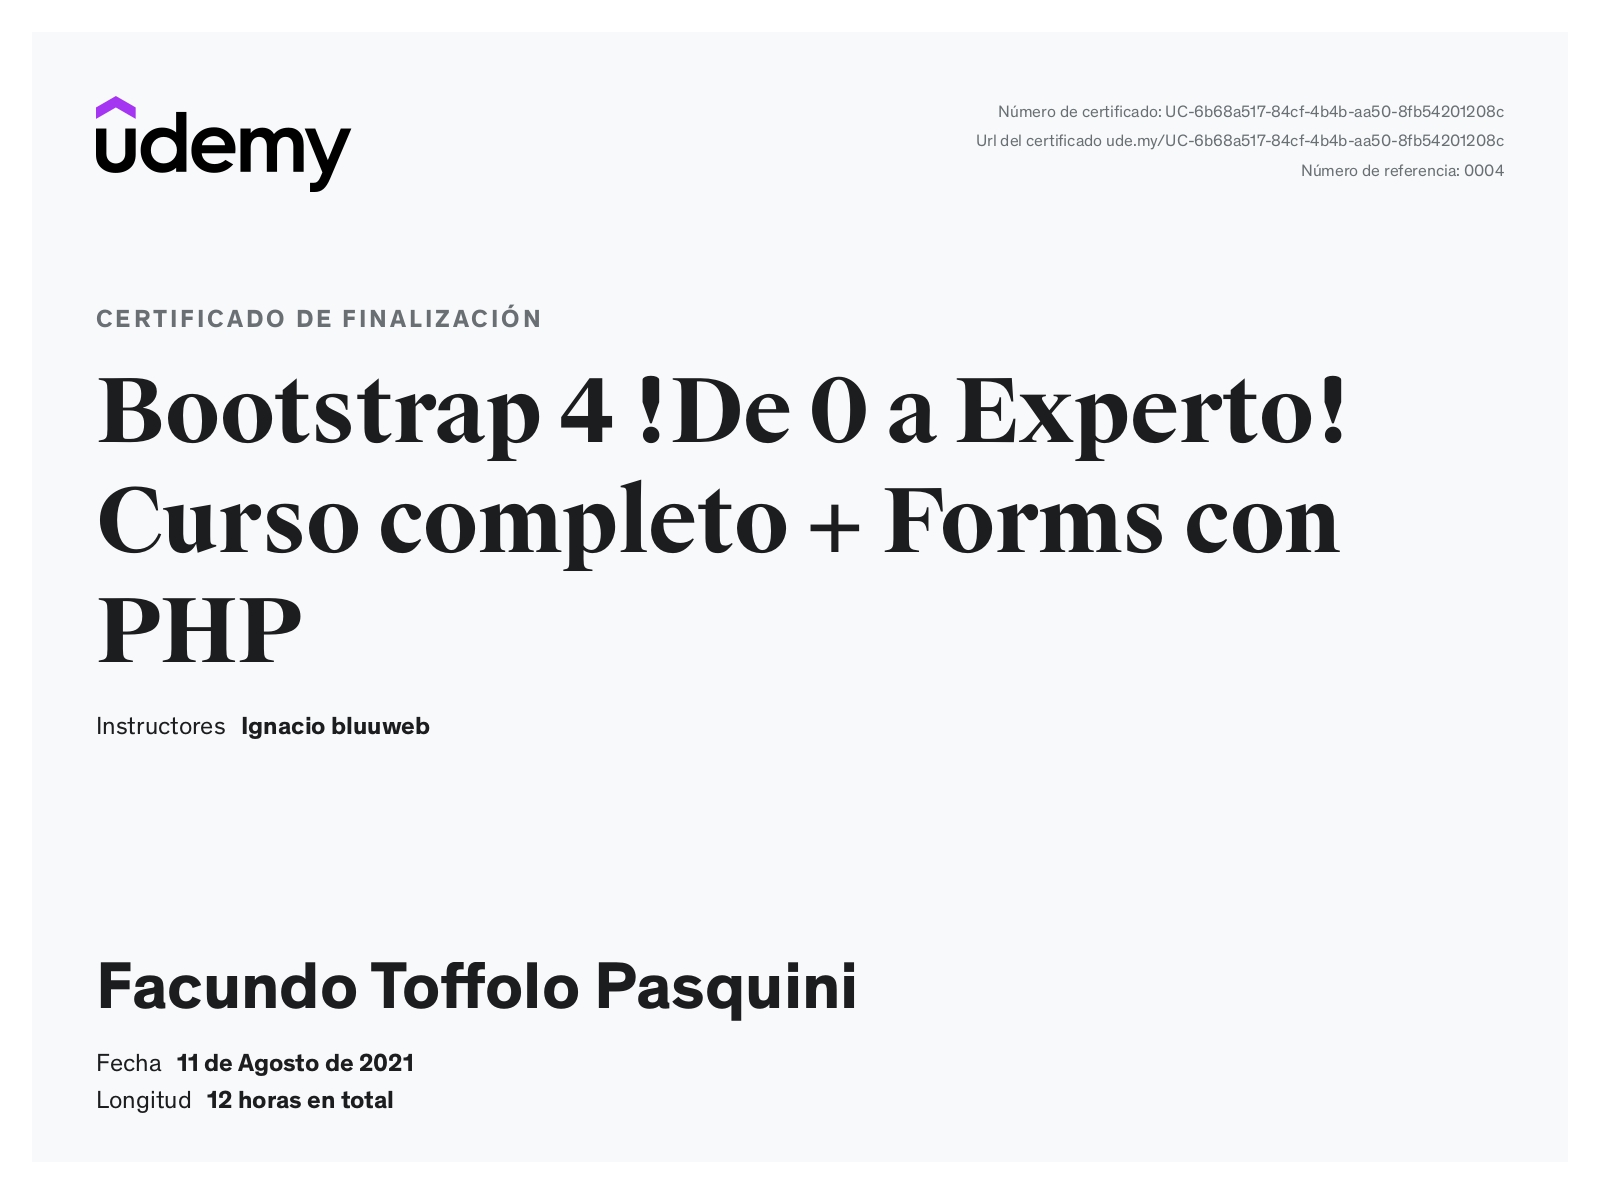 udemy
Número de certificado: UC-6b68a517-84cf-4b4b-aa50-8fb54201208c
Url del certificado ude.my/UC-6b68a517-84cf-4b4b-aa50-8fb54201208c
Número de referencia: 0004
CERTIFICADO DE FINALIZACIÓN
Bootstrap 4 !De 0 a Experto!
Curso completo + Forms con
PHP
Instructores Ignacio bluuweb
Facundo Toffolo Pasquini
Fecha 11 de Agosto de 2021
Longitud 12 horas en total